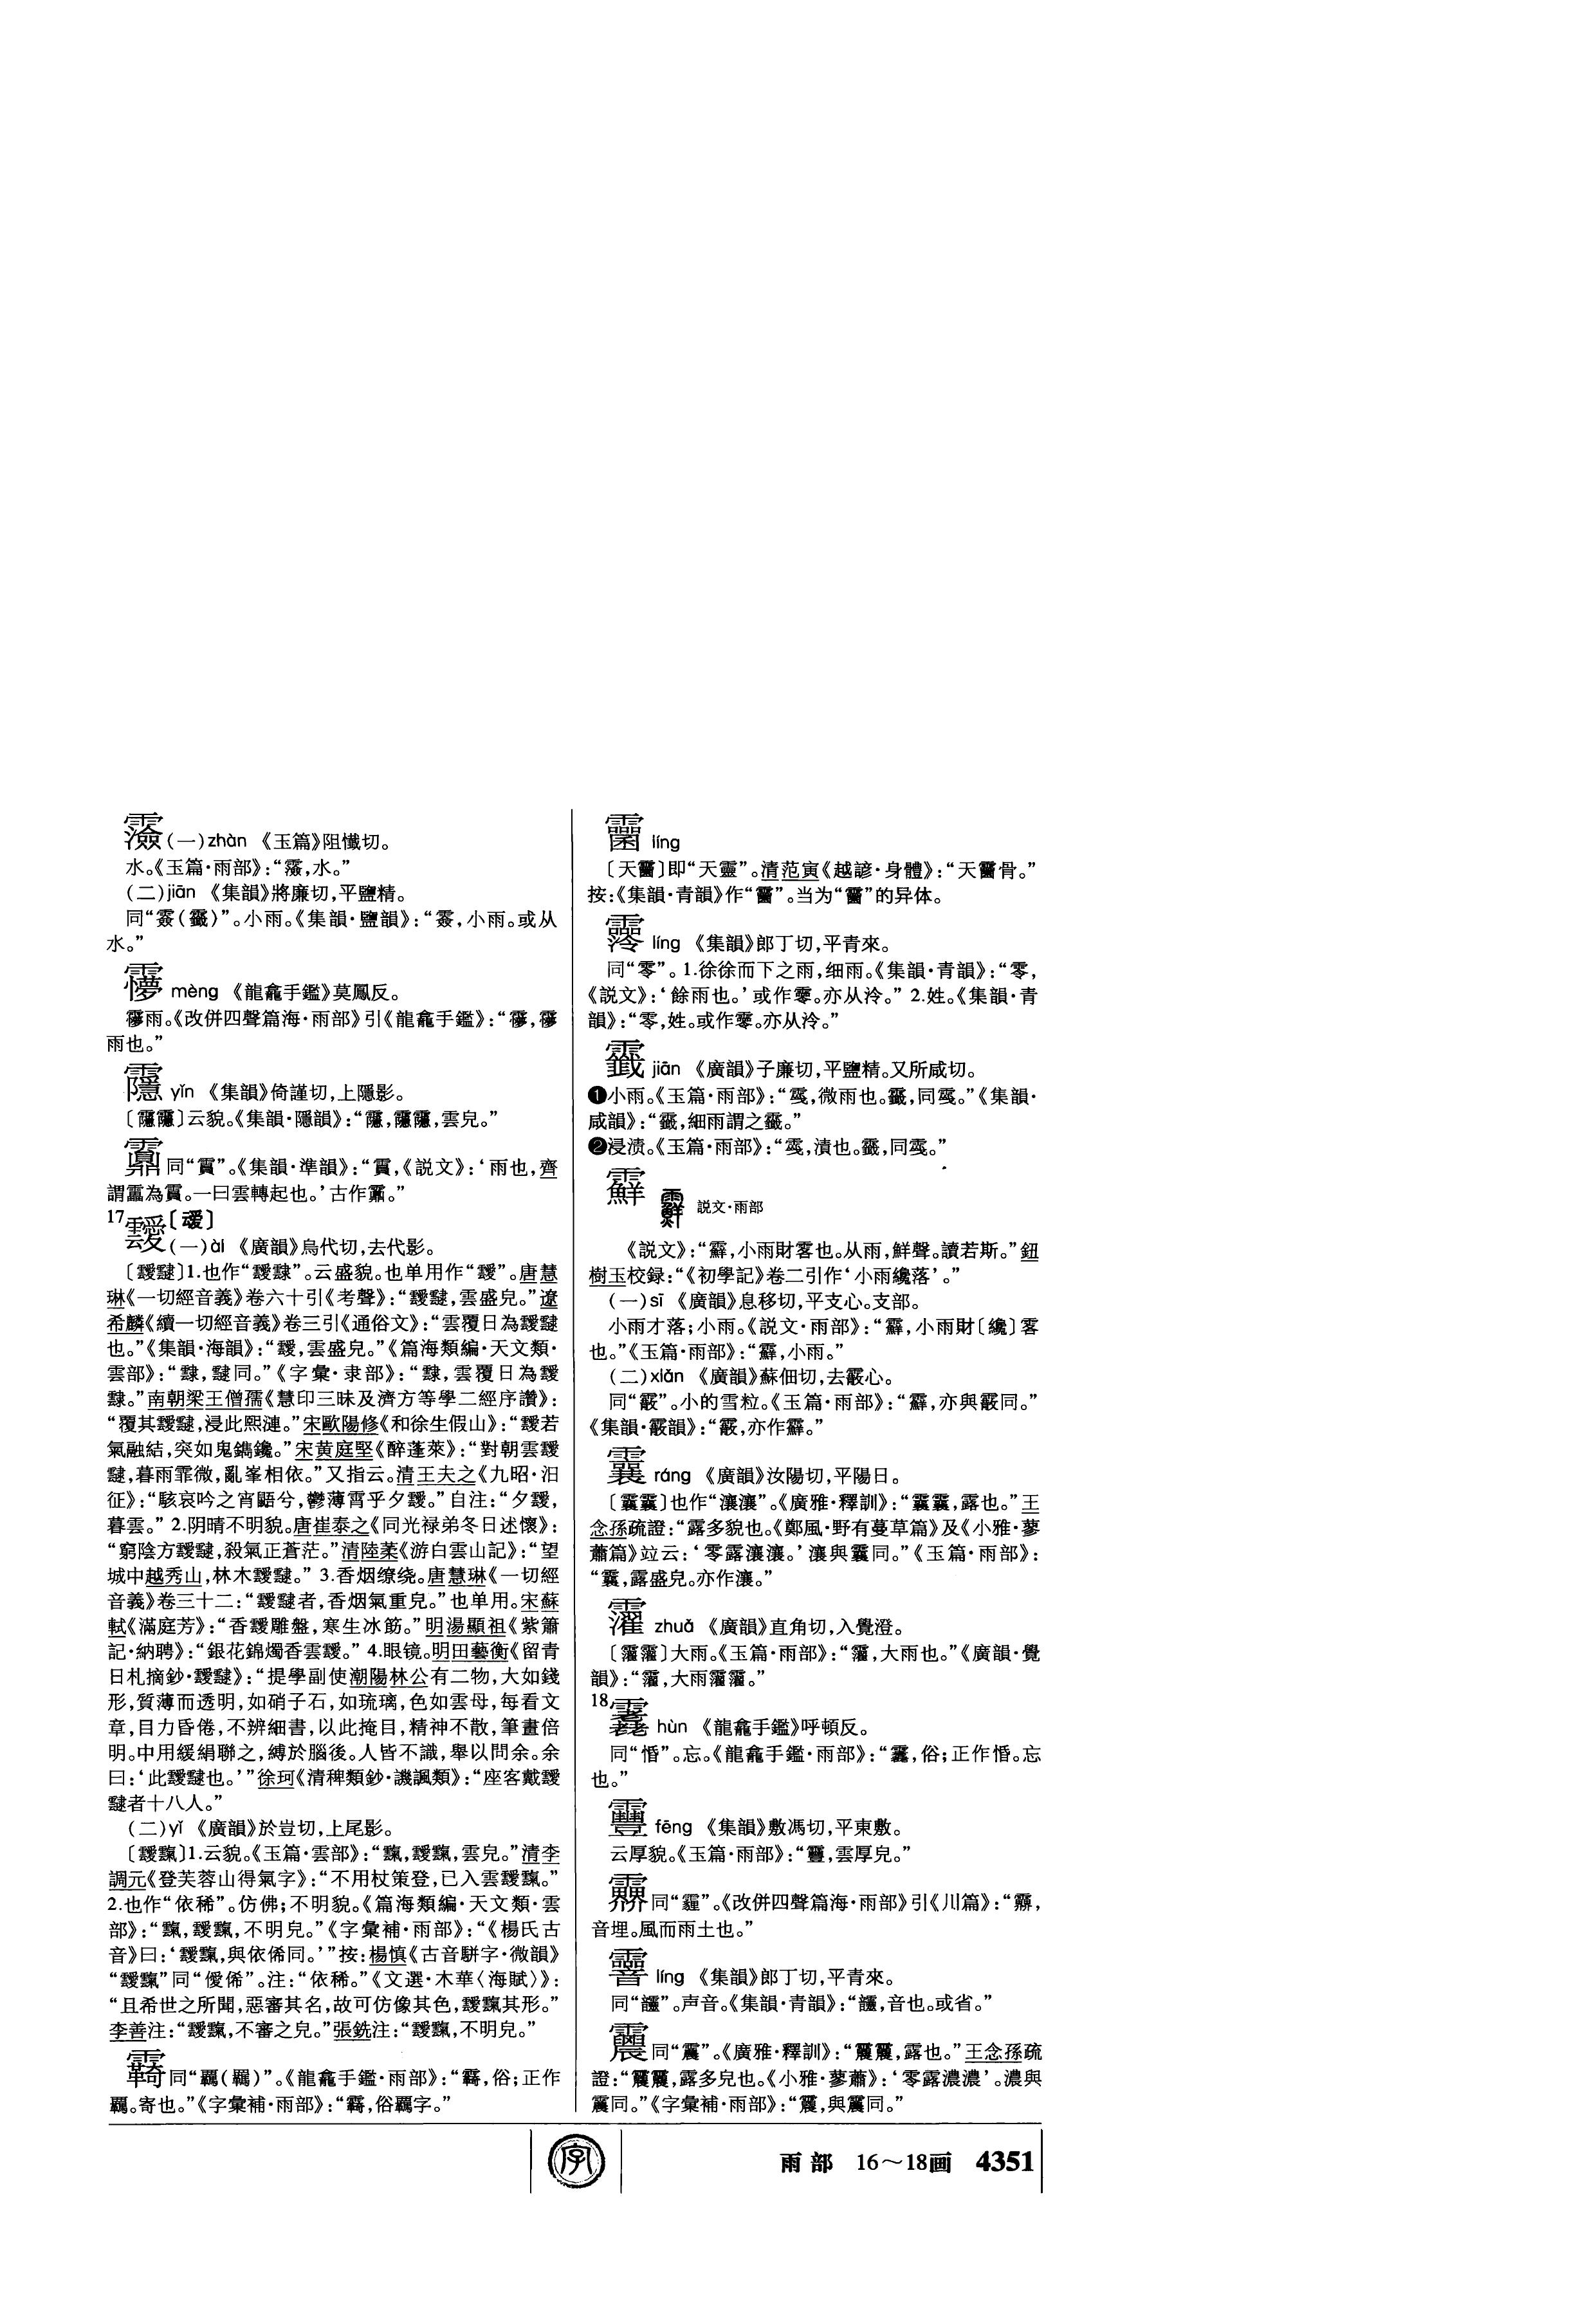 (一)zhàn 《玉篇》阻懺切。
水。《玉篇·雨部》:“,水。”
(二)jiān 《集韻》將廉切,平鹽精。
同“(䨘)”。小雨。《集韻·鹽韻》:“,小雨。或从
水。”
mèng 《龍龕手鑑》莫鳳反。
雨。《改併四聲篇海·雨部》引《龍龕手鑑》:“,
雨也。”
yǐn 《集韻》倚謹切,上隱影。
〔〕云貌。《集韻·隱韻》:“,,雲皃。”
同“霣”。《集韻·準韻》:“霣,《説文》:‘雨也,齊
謂靁為霣。一曰雲轉起也。’古作䨶。”
17靉〔叆〕
(一)ài 《廣韻》烏代切,去代影。
〔靉靆〕1.也作“靉”。云盛貌。也单用作“靉”。唐慧
琳《一切經音義》卷六十引《考聲》:“靉靆,雲盛皃。”遼
希麟《續一切經音義》卷三引《通俗文》:“雲覆日為靉靆
也。”《集韻·海韻》:“靉,雲盛皃。”《篇海類編·天文類·
雲部》:“,靆同。”《字彙·隶部》:“,雲覆日為靉
。”南朝梁王僧孺《慧印三昧及濟方等學二經序讚》:
“覆其靉靆,浸此熙漣。”宋歐陽修《和徐生假山》:“靉若
氣融結,突如鬼鐫鑱。”宋黄庭堅《醉蓬萊》:“對朝雲靉
靆,暮雨霏微,亂峯相依。”又指云。清王夫之《九昭·汨
征》:“駭哀吟之宵鼯兮,鬱薄霄乎夕靉。”自注:“夕靉,
暮雲。” 2.阴晴不明貌。唐崔泰之《同光禄弟冬日述懷》:
“窮陰方靉靆,殺氣正蒼茫。”清陸棻《游白雲山記》:“望
城中越秀山,林木靉靆。” 3.香烟缭绕。唐慧琳《一切經
音義》卷三十二:“靉靆者,香烟氣重皃。”也单用。宋蘇
軾《滿庭芳》:“香靉雕盤,寒生冰筯。”明湯顯祖《紫簫
記·納聘》:“銀花錦燭香雲靉。” 4.眼镜。明田藝衡《留青
日札摘鈔·靉靆》:“提學副使潮陽林公有二物,大如錢
形,質薄而透明,如硝子石,如琉璃,色如雲母,每看文
章,目力昏倦,不辨細書,以此掩目,精神不散,筆畫倍
明。中用綾絹聯之,縛於腦後。人皆不識,舉以問余。余
曰:‘此靉靆也。’”徐珂《清稗類鈔·譏諷類》:“座客戴靉
靆者十八人。”
(二)yǐ 《廣韻》於豈切,上尾影。
〔靉霼〕1.云貌。《玉篇·雲部》:“霼,靉霼,雲皃。”清李
調元《登芙蓉山得氣字》:“不用杖策登,已入雲靉霼。”
2.也作“依稀”。仿佛;不明貌。《篇海類編·天文類·雲
部》:“霼,靉霼,不明皃。”《字彙補·雨部》:“《楊氏古
音》曰:‘靉霼,與依俙同。’”按:楊慎《古音駢字·微韻》
“靉霼”同“僾俙”。注:“依稀。”《文選·木華〈海賦〉》:
“且希世之所聞,惡審其名,故可仿像其色,靉霼其形。”
李善注:“靉霼,不審之皃。”張銑注:“靉霼,不明皃。”
同“覊(羈)”。《龍龕手鑑·雨部》:“,俗;正作
覊。寄也。”《字彙補·雨部》:“,俗覊字。”
líng
〔天〕即“天靈”。清范寅《越諺·身體》:“天骨。”
按:《集韻·青韻》作“”。当为“”的异体。
líng 《集韻》郎丁切,平青來。
同“零”。1.徐徐而下之雨,细雨。《集韻·青韻》:“零,
《説文》:‘餘雨也。’或作霗。亦从泠。” 2.姓。《集韻·青
韻》:“零,姓。或作霗。亦从泠。”
䨘 jiān 《廣韻》子廉切,平鹽精。又所咸切。
❶小雨。《玉篇·雨部》:“霎,微雨也。,同。”《集韻·
咸韻》:“,細雨謂之。”
❷浸渍。《玉篇·雨部》:“,漬也。,同。”
説文·雨部
《説文》:“,小雨財零也。从雨,鮮聲。讀若斯。”鈕
樹玉校録:“《初學記》卷二引作‘小雨纔落’。”
(一)sī 《廣韻》息移切,平支心。支部。
小雨才落;小雨。《説文·雨部》:“,小雨財〔纔〕零
也。”《玉篇·雨部》:“,小雨。”
(二)xiǎn 《廣韻》蘇佃切,去霰心。
同“霰”。小的雪粒。《玉篇·雨部》:“,亦與霰同。”
《集韻·霰韻》:“霰,亦作。”
ráng 《廣韻》汝陽切,平陽日。
〔〕也作“瀼瀼”。《廣雅·釋訓》:“,露也。”王
念孫疏證:“露多貌也。《鄭風·野有蔓草篇》及《小雅·蓼
蕭篇》竝云:‘零露瀼瀼。’瀼與同。”《玉篇·雨部》:
“,露盛皃。亦作瀼。”
zhuó 《廣韻》直角切,入覺澄。
〔〕大雨。《玉篇·雨部》:“,大雨也。”《廣韻·覺
韻》:“,大雨。”
18 hùn 《龍龕手鑑》呼頓反。
同“惛”。忘。《龍龕手鑑·雨部》:“,俗;正作惛。忘
也。”
靊 fēng 《集韻》敷馮切,平東敷。
云厚貌。《玉篇·雨部》:“靊,雲厚皃。”
同“霾”。《改併四聲篇海·雨部》引《川篇》:“,
音埋。風而雨土也。”
líng 《集韻》郎丁切,平青來。
同“”。声音。《集韻·青韻》:“,音也。或省。”
同“”。《廣雅·釋訓》:“,露也。”王念孫疏
證:“,露多皃也。《小雅·蓼蕭》:‘零露濃濃’。濃與
同。”《字彙補·雨部》:“,與同。”
雨部 16～18画 4351